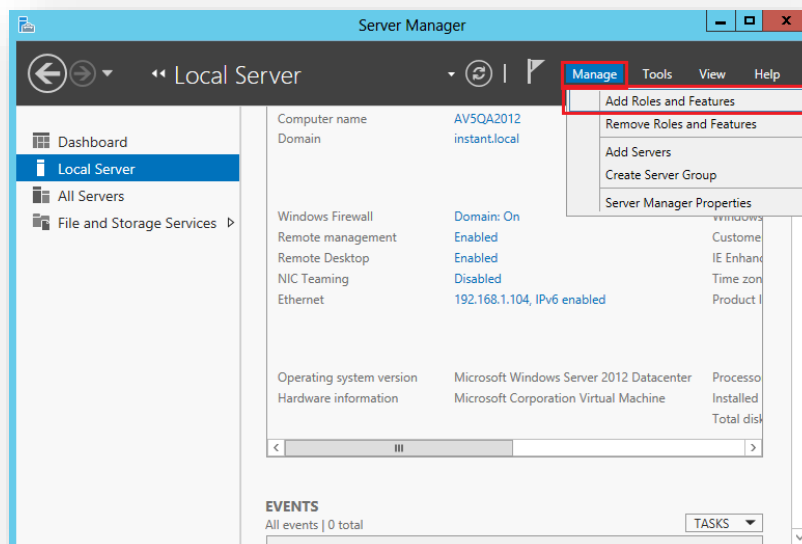 Server Manager
Local Server
Manage Tools View Help
Add Roles and Features
Remove Roles and Features
Add Servers
Create Server Group
Server Manager Properties
Dashboard
Local Server
All Servers
File and Storage Services
Computer name AV5QA2012
Domain instant.local
Windows Firewall Domain: On Windows
Remote management Enabled Custome
Remote Desktop Enabled IE Enhan
NIC Teaming Disabled Time zon
Ethernet 192.168.1.104, IPv6 enabled Product I
Operating system version Microsoft Windows Server 2012 Datacenter Processo
Hardware information Microsoft Corporation Virtual Machine Installed
Total disk
EVENTS
All events | 0 total
TASKS